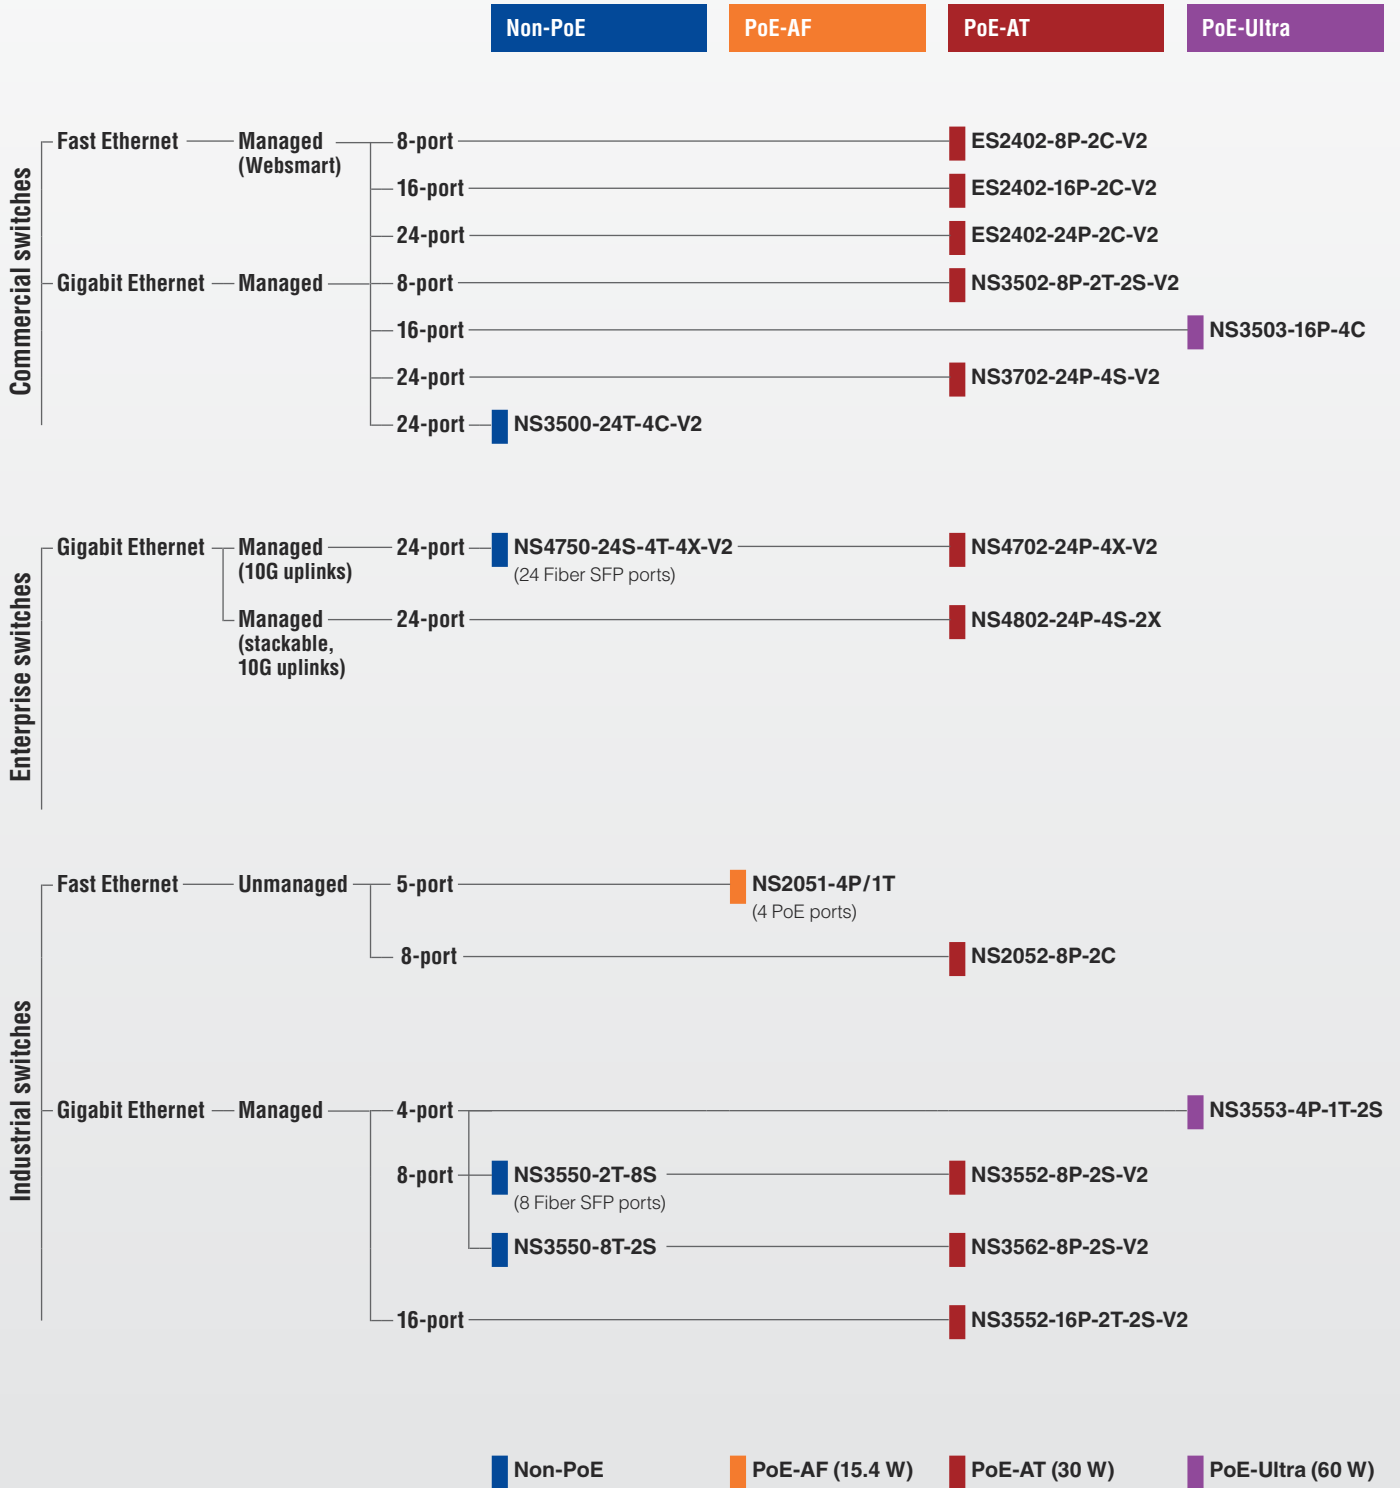 Non-PoE
PoE-AF
PoE-AT
PoE-Ultra
Commercial switches
Fast Ethernet
Managed
(Websmart)
8-port
ES2402-8P-2C-V2
16-port
ES2402-16P-2C-V2
24-port
ES2402-24P-2C-V2
Gigabit Ethernet
Managed
8-port
NS3502-8P-2T-2S-V2
16-port
NS3503-16P-4C
24-port
NS3702-24P-4S-V2
24-port
NS3500-24T-4C-V2
Enterprise switches
Gigabit Ethernet
Managed
(10G uplinks)
24-port
NS4750-24S-4T-4X-V2
(24 Fiber SFP ports)
NS4702-24P-4X-V2
Managed
(stackable,
10G uplinks)
24-port
NS4802-24P-4S-2X
Industrial switches
Fast Ethernet
Unmanaged
5-port
NS2051-4P/1T
(4 PoE ports)
8-port
NS2052-8P-2C
Gigabit Ethernet
Managed
4-port
NS3553-4P-1T-2S
8-port
NS3550-2T-8S
(8 Fiber SFP ports)
NS3552-8P-2S-V2
NS3550-8T-2S
NS3562-8P-2S-V2
16-port
NS3552-16P-2T-2S-V2
Non-PoE
PoE-AF (15.4 W)
PoE-AT (30 W)
PoE-Ultra (60 W)